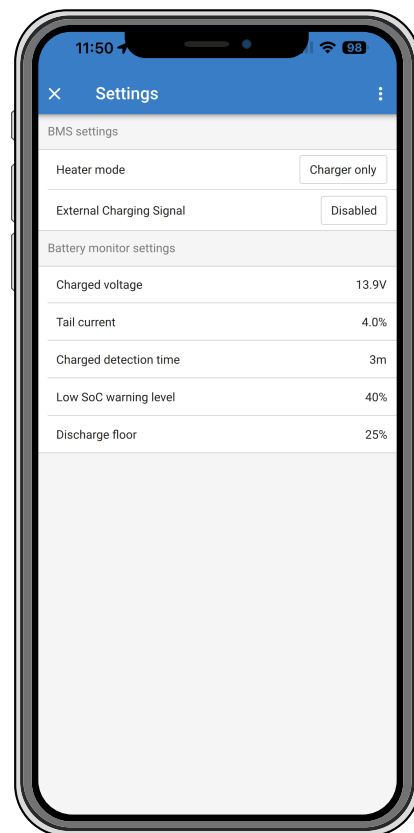 11:50 98
Settings
BMS settings
Heater mode Charger only
External Charging Signal Disabled
Battery monitor settings
Charged voltage 13.9V
Tail current 4.0%
Charged detection time 3m
Low SoC warning level 40%
Discharge floor 25%